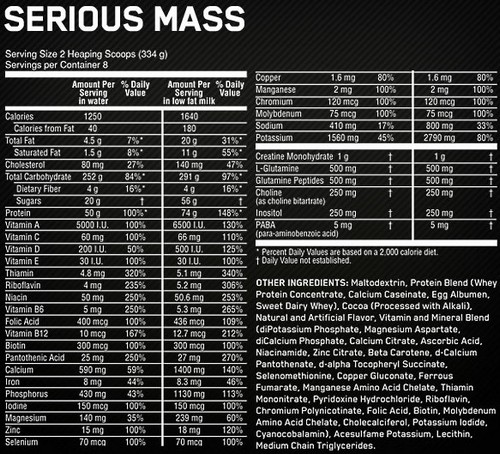 SERIOUS MASS
Serving Size 2 Heaping Scoops (334 g)
Servings per Container 8
Amount Per Serving in water % Daily Value Amount Per Serving in low fat milk % Daily Value
Calories 1250 1640
Calories from Fat 40 180
Total Fat 4.5 g 7%* 20 g 31%*
Saturated Fat 1.5 g 8%* 11 g 55%*
Cholesterol 80 mg 27% 140 mg 47%
Total Carbohydrate 252 g 84%* 291 g 97%*
Dietary Fiber 4 g 16%* 4 g 16%*
Sugars 20 g † 56 g †
Protein 50 g 100%* 74 g 148%*
Vitamin A 5000 I.U. 100% 6500 I.U. 130%
Vitamin C 60 mg 100% 66 mg 110%
Vitamin D 200 I.U. 50% 500 I.U. 125%
Vitamin E 30 I.U. 100% 30 I.U. 100%
Thiamin 4.8 mg 320% 5.1 mg 340%
Riboflavin 4 mg 235% 5.2 mg 306%
Niacin 50 mg 250% 50.6 mg 253%
Vitamin B6 5 mg 250% 5.3 mg 265%
Folic Acid 400 mcg 100% 436 mcg 109%
Vitamin B12 10 mcg 167% 12.7 mcg 212%
Biotin 300 mcg 100% 300 mcg 100%
Pantothenic Acid 25 mg 250% 27 mg 270%
Calcium 590 mg 59% 1400 mg 140%
Iron 8 mg 44% 8.3 mg 46%
Phosphorus 430 mg 43% 1130 mg 113%
Iodine 150 mcg 100% 150 mcg 100%
Magnesium 140 mg 35% 239 mg 60%
Zinc 15 mg 100% 18 mg 120%
Selenium 70 mcg 100% 70 mcg 100%
Copper 1.6 mg 80% 1.6 mg 80%
Manganese 2 mg 100% 2 mg 100%
Chromium 120 mcg 100% 120 mcg 100%
Molybdenum 75 mcg 100% 75 mcg 100%
Sodium 410 mg 17% 800 mg 33%
Potassium 1560 mg 45% 2790 mg 80%
Creatine Monohydrate 1 g † 1 g †
L-Glutamine 500 mg † 500 mg †
Glutamine Peptides 500 mg † 500 mg †
Choline 250 mg † 250 mg †
(as choline bitartrate)
Inositol 250 mg † 250 mg †
PABA 5 mg † 5 mg †
(para-aminobenzoic acid)
* Percent Daily Values are based on a 2,000 calorie diet.
† Daily Value not established.
OTHER INGREDIENTS: Maltodextrin, Protein Blend (Whey
Protein Concentrate, Calcium Caseinate, Egg Albumen,
Sweet Dairy Whey), Cocoa (Processed with Alkali),
Natural and Artificial Flavor, Vitamin and Mineral Blend
(diPotassium Phosphate, Magnesium Aspartate,
diCalcium Phosphate, Calcium Citrate, Ascorbic Acid,
Niacinamide, Zinc Citrate, Beta Carotene, d-Calcium
Pantothenate, d-alpha Tocopheryl Succinate,
Selenomethionine, Copper Gluconate, Ferrous
Fumarate, Manganese Amino Acid Chelate, Thiamin
Mononitrate, Pyridoxine Hydrochloride, Riboflavin,
Chromium Polynicotinate, Folic Acid, Biotin, Molybdenum
Amino Acid Chelate, Cholecalciferol, Potassium Iodide,
Cyanocobalamin), Acesulfame Potassium, Lecithin,
Medium Chain Triglycerides.